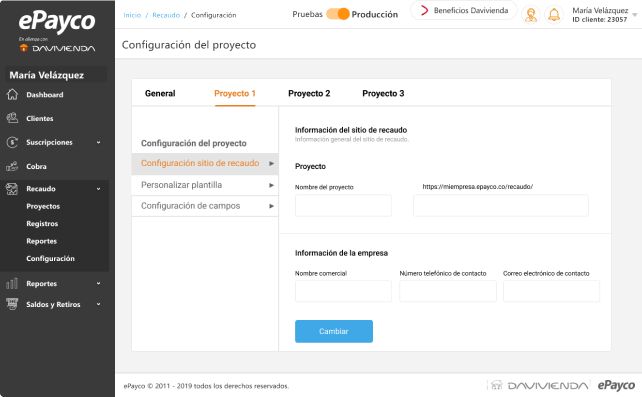 ePayco
En alianza con
DAVIVIENDA
María Velázquez
Dashboard
Clientes
Suscripciones
Cobra
Recaudo
Proyectos
Registros
Reportes
Configuración
Reportes
Saldos y Retiros
Inicio / Recaudo / Configuración
Pruebas Producción
Beneficios Davivienda
María Velázquez
ID cliente: 23057
Configuración del proyecto
General Proyecto 1 Proyecto 2 Proyecto 3
Configuración del proyecto
Configuración sitio de recaudo
Personalizar plantilla
Configuración de campos
Información del sitio de recaudo
Información general del sitio de recaudo.
Proyecto
Nombre del proyecto https://miempresa.epayco.co/recaudo/
Información de la empresa
Nombre comercial Número telefónico de contacto Correo electrónico de contacto
Cambiar
ePayco © 2011 - 2019 todos los derechos reservados.
DAVIVIENDA ePayco